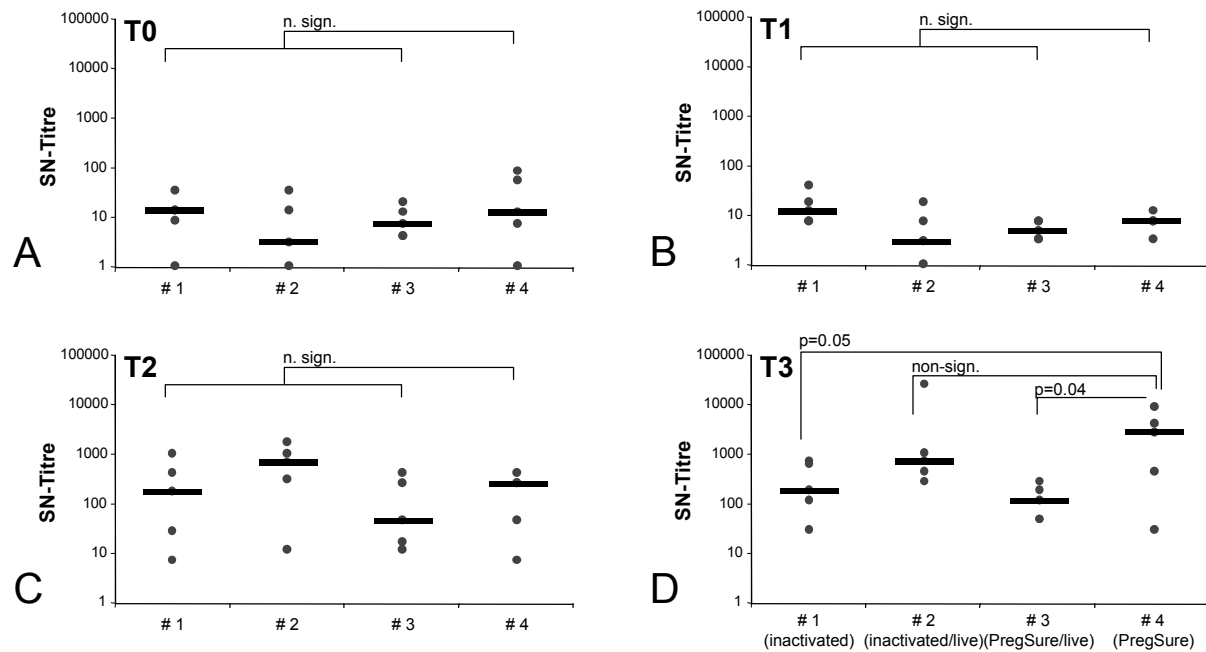 T0
n. sign.
100000
10000
1000
100
10
1
SN-Titre
A
# 1 # 2 # 3 # 4
T1
n. sign.
100000
10000
1000
100
10
1
SN-Titre
B
# 1 # 2 # 3 # 4
T2
n. sign.
100000
10000
1000
100
10
1
SN-Titre
C
# 1 # 2 # 3 # 4
T3
p=0.05
non-sign.
p=0.04
100000
10000
1000
100
10
1
SN-Titre
D
# 1 # 2 # 3 # 4
(inactivated) (inactivated/live)(PregSure/live) (PregSure)